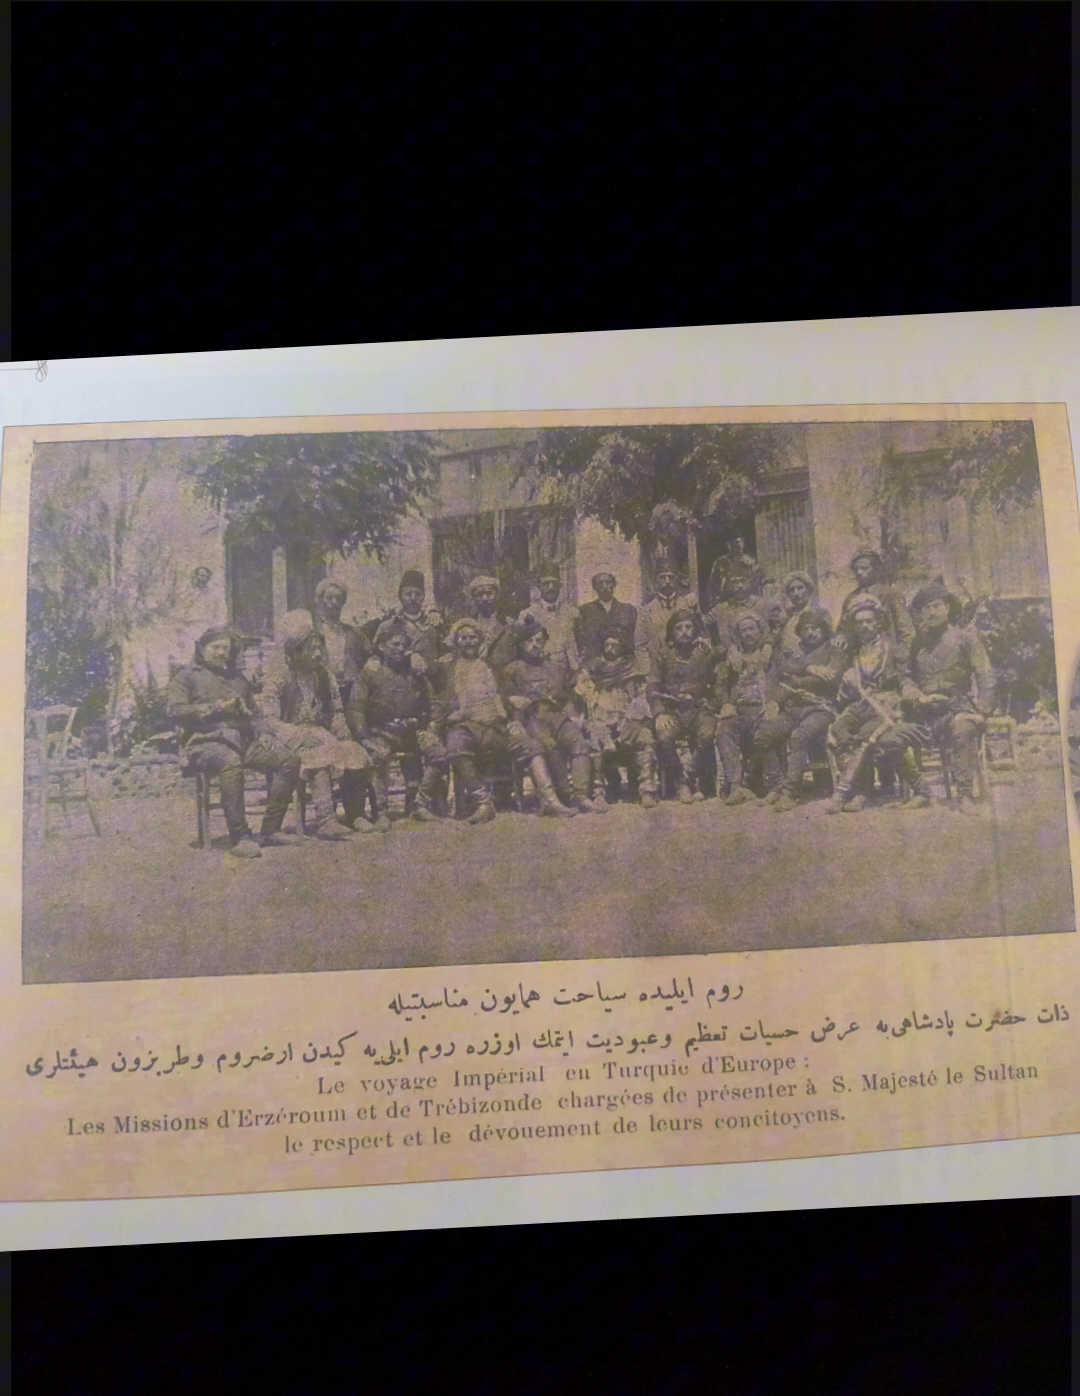 روم ایلیده سیاحت همایون مناسبتیله
ذات حضرت پادشاهی‌یه عرض حسیات تعظیم وعبودیت ایتمك اوزره روم ایلی‌یه کیدن ارضروم وطربزون هیئتلری
Le voyage Impérial en Turquie d'Europe :
Les Missions d'Erzéroum et de Trébizonde chargées de présenter à S. Majesté le Sultan
le respect et le dévouement de leurs concitoyens.